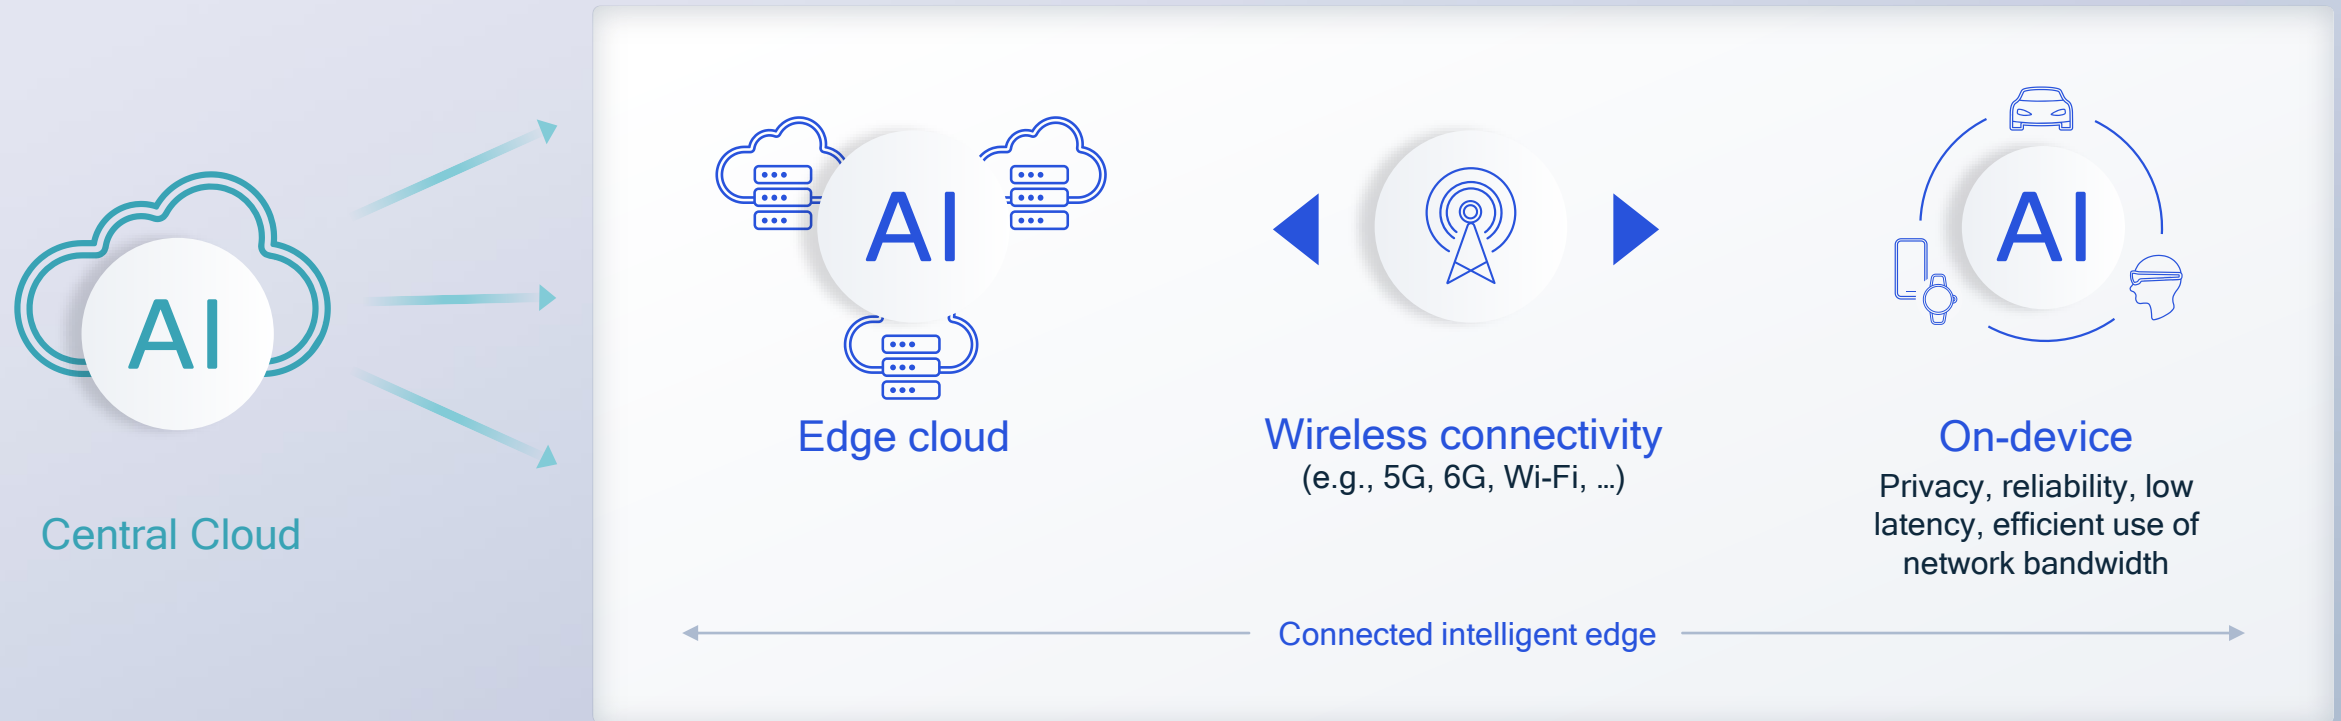 AI
Central Cloud
AI
Edge cloud
Wireless connectivity
(e.g., 5G, 6G, Wi-Fi, ...)
AI
On-device
Privacy, reliability, low
latency, efficient use of
network bandwidth
Connected intelligent edge